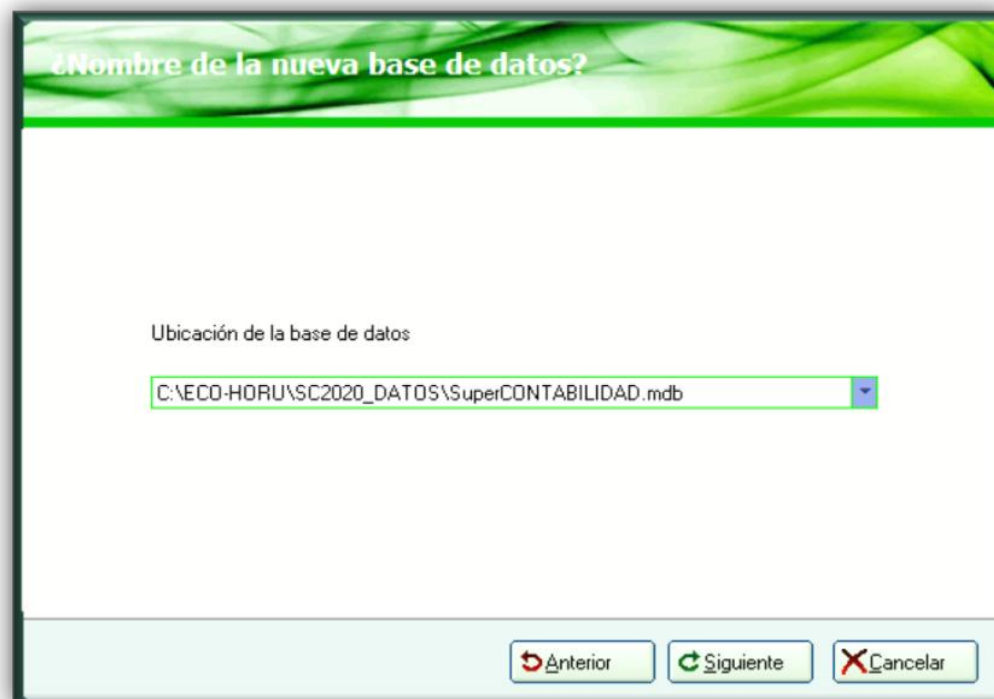 ¿Nombre de la nueva base de datos?
Ubicación de la base de datos
C:\ECO-HORU\SC2020_DATOS\SuperCONTABILIDAD.mdb
Anterior
Siguiente
Cancelar